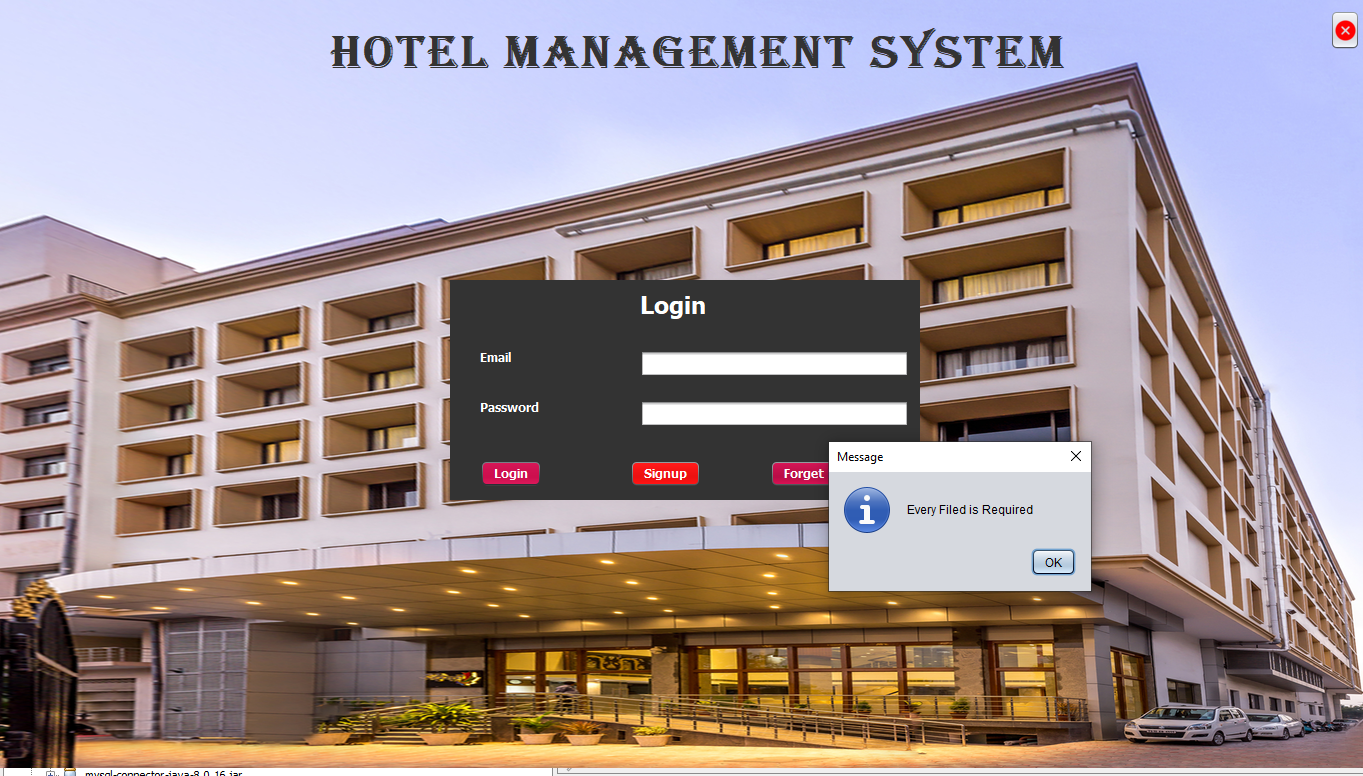 HOTEL MANAGEMENT SYSTEM
Login
Email
Password
Login
Signup
Forget
Message
Every Filed is Required
OK
mysql-connector-java-8.0.16.jar